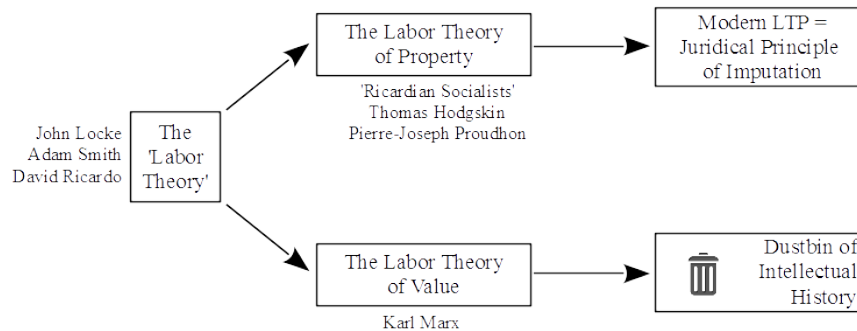 The Labor Theory
of Property
Modern LTP =
Juridical Principle
of Imputation
'Ricardian Socialists'
Thomas Hodgskin
Pierre-Joseph Proudhon
John Locke
Adam Smith
David Ricardo
The
'Labor
Theory'
The Labor Theory
of Value
Karl Marx
Dustbin of
Intellectual
History